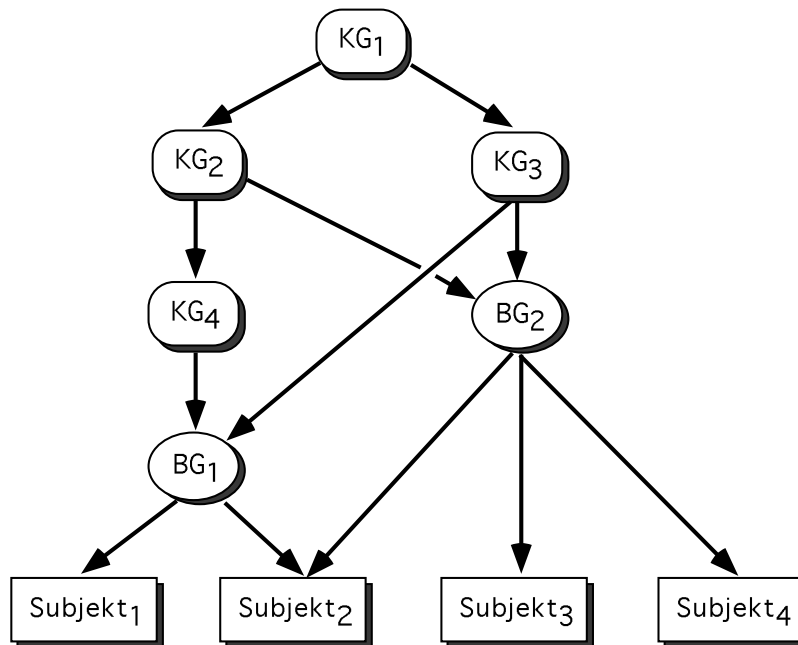 KG1
KG2
KG3
KG4
BG2
BG1
Subjekt1
Subjekt2
Subjekt3
Subjekt4